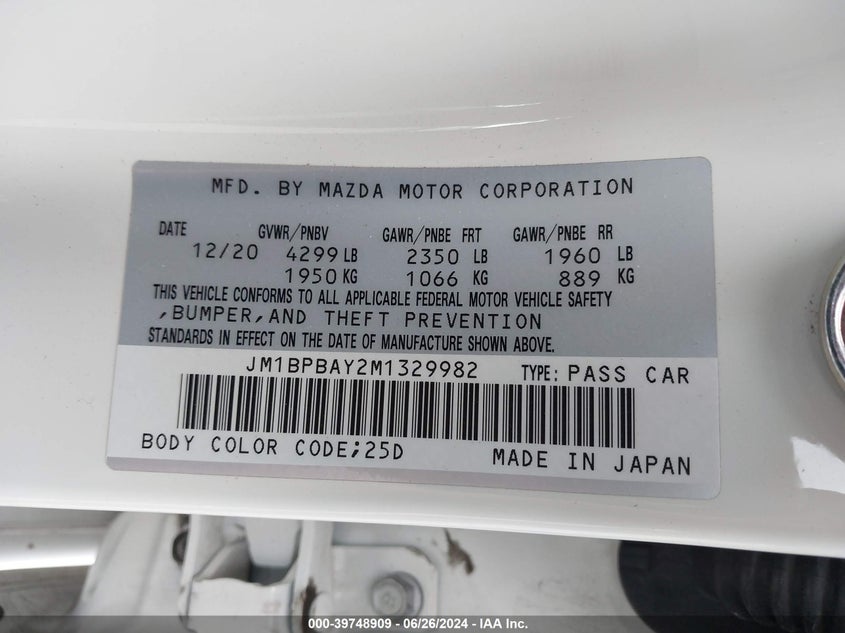 MFD. BY MAZDA MOTOR CORPORATION
DATE GVWR/PNBV GAWR/PNBE FRT GAWR/PNBE RR
12/20 4299 LB 2350 LB 1960 LB
1950 KG 1066 KG 889 KG
THIS VEHICLE CONFORMS TO ALL APPLICABLE FEDERAL MOTOR VEHICLE SAFETY
,BUMPER,AND THEFT PREVENTION
STANDARDS IN EFFECT ON THE DATE OF MANUFACTURE SHOWN ABOVE.
JM1BPBAY2M1329982 TYPE: PASS CAR
BODY COLOR CODE;25D MADE IN JAPAN
000-39748909 - 06/26/2024 - IAA Inc.